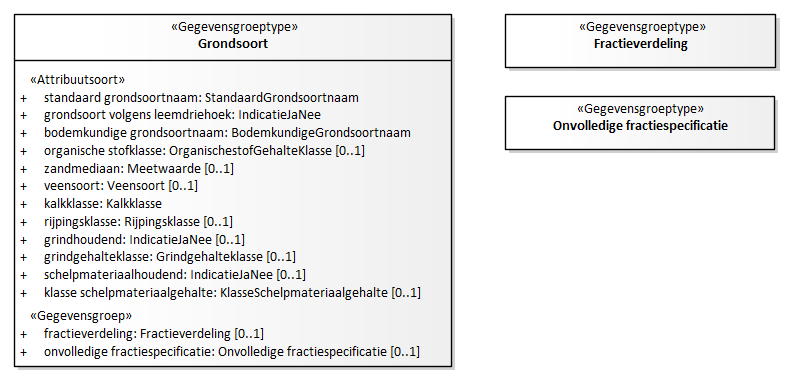 «Gegevensgroeptype»
Grondsoort
«Attribuutsoort»
+ standaard grondsoortnaam: StandaardGrondsoortnaam
+ grondsoort volgens leemdriehoek: IndicatieJaNee
+ bodemkundige grondsoortnaam: BodemkundigeGrondsoortnaam
+ organische stofklasse: OrganischestofGehalteKlasse [0..1]
+ zandmediaan: Meetwaarde [0..1]
+ veensoort: Veensoort [0..1]
+ kalkklasse: Kalkklasse
+ rijpingsklasse: Rijpingsklasse [0..1]
+ grindhoudend: IndicatieJaNee [0..1]
+ grindgehalteklasse: Grindgehalteklasse [0..1]
+ schelpmateriaalhoudend: IndicatieJaNee [0..1]
+ klasse schelpmateriaalgehalte: KlasseSchelpmateriaalgehalte [0..1]
«Gegevensgroep»
+ fractieverdeling: Fractieverdeling [0..1]
+ onvolledige fractiespecificatie: Onvolledige fractiespecificatie [0..1]
«Gegevensgroeptype»
Fractieverdeling
«Gegevensgroeptype»
Onvolledige fractiespecificatie